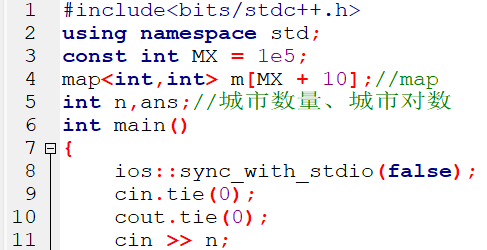 1 #include<bits/stdc++.h>
2 using namespace std;
3 const int MX = 1e5;
4 map<int,int> m[MX + 10];//map
5 int n,ans;//城市数量、城市对数
6 int main()
7 {
8 ios::sync_with_stdio(false);
9 cin.tie(0);
10 cout.tie(0);
11 cin >> n;